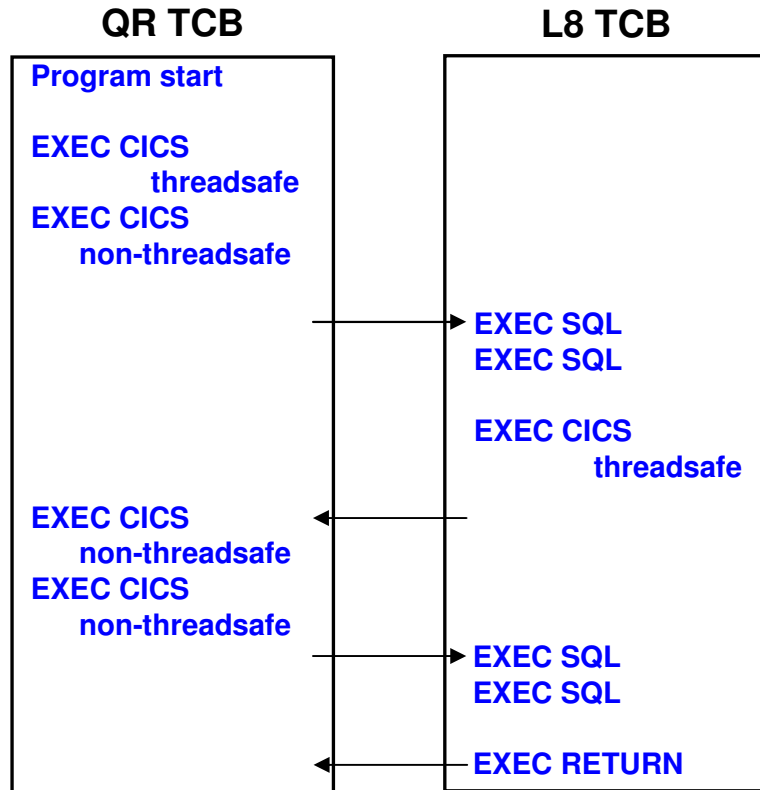 QR TCB
L8 TCB
Program start
EXEC CICS
threadsafe
EXEC CICS
non-threadsafe
EXEC SQL
EXEC SQL
EXEC CICS
threadsafe
EXEC CICS
non-threadsafe
EXEC CICS
non-threadsafe
EXEC SQL
EXEC SQL
EXEC RETURN